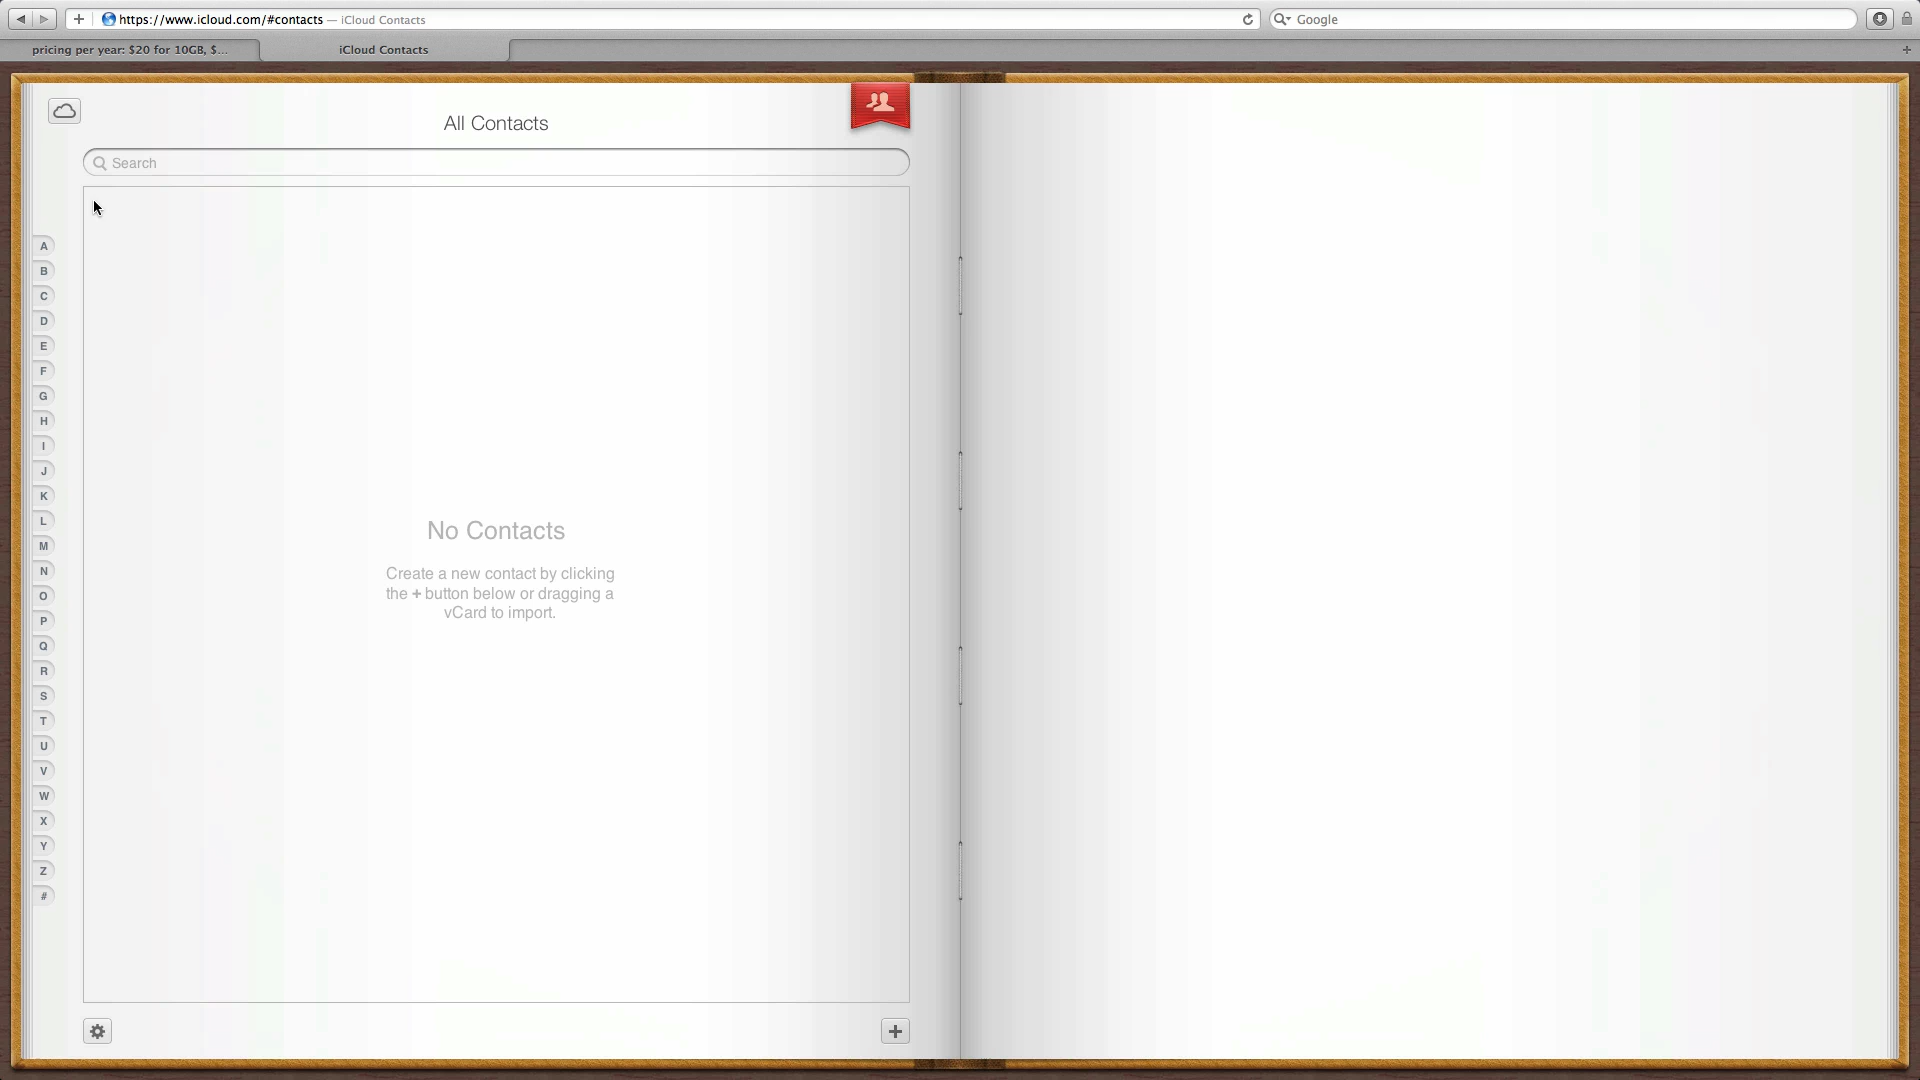 https://www.icloud.com/#contacts — iCloud Contacts
Google
pricing per year: $20 for 10GB, $...
iCloud Contacts
All Contacts
Search
A
B
C
D
E
F
G
H
I
J
K
L
M
N
O
P
Q
R
S
T
U
V
W
X
Y
Z
#
No Contacts
Create a new contact by clicking
the + button below or dragging a
vCard to import.